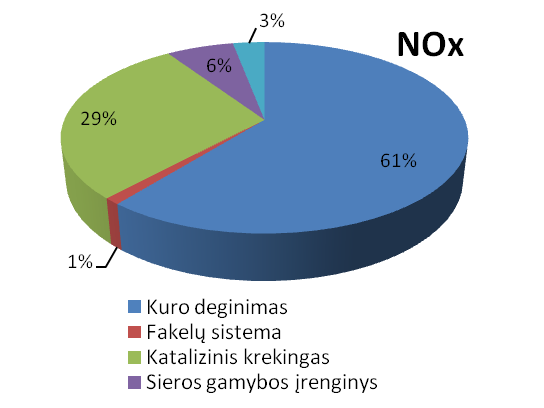 3%
NOx
6%
29%
61%
1%
Kuro deginimas
Fakelų sistema
Katalizinis krekingas
Sieros gamybos įrenginys